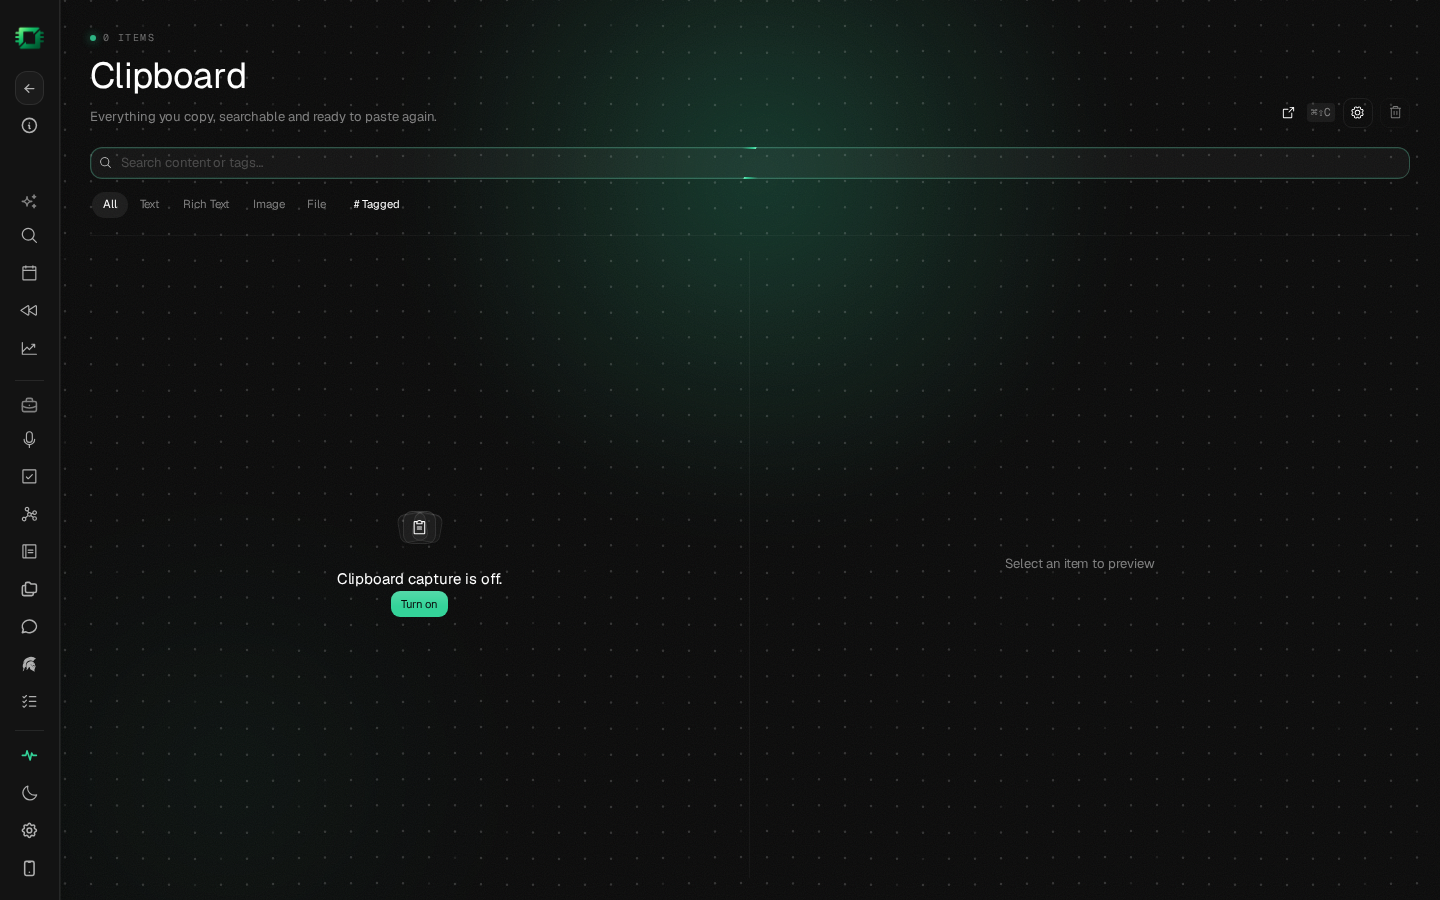 0 ITEMS
Clipboard
Everything you copy, searchable and ready to paste again.
⌘⇧C
Search content or tags...
All Text Rich Text Image File # Tagged
Clipboard capture is off.
Turn on
Select an item to preview